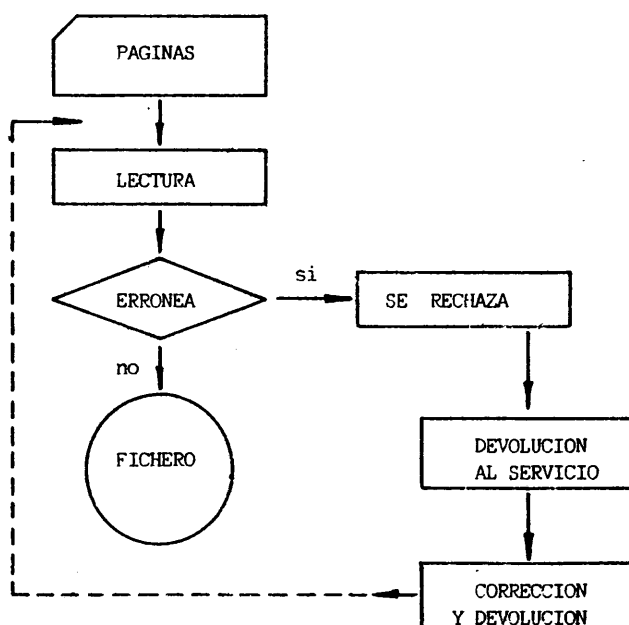 PAGINAS
LECTURA
ERRONEA
si
SE RECHAZA
no
FICHERO
DEVOLUCION
AL SERVICIO
CORRECCION
Y DEVOLUCION